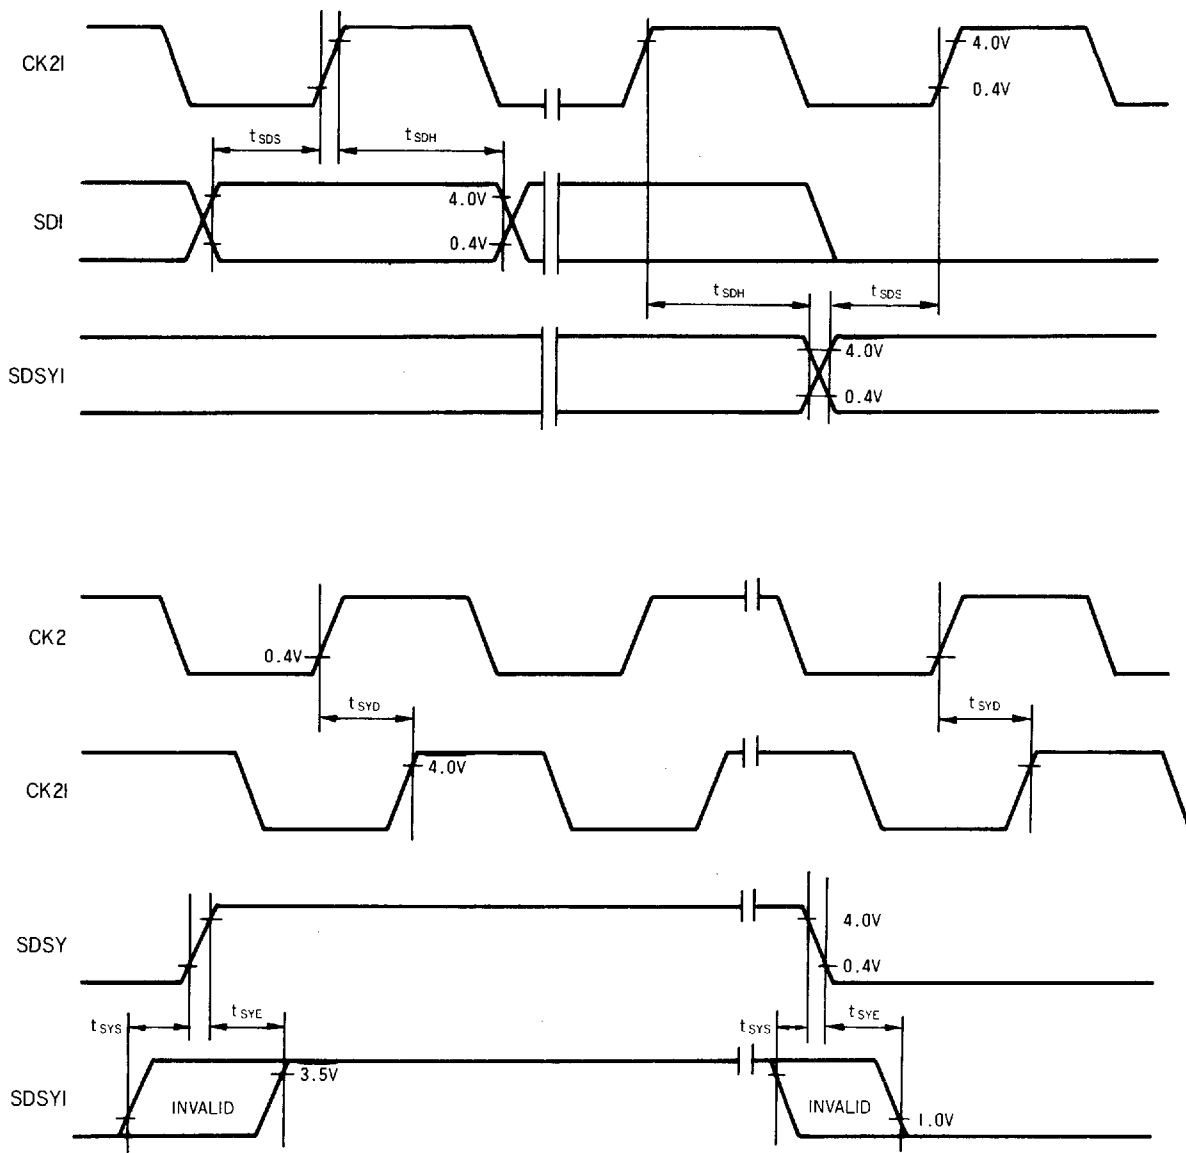 CK2I
4.0V
0.4V
tSDS
tSDH
SDI
4.0V
0.4V
tSDH
tSDS
SDSYI
4.0V
0.4V
CK2
0.4V
tSYD
tSYD
CK2I
4.0V
SDSY
4.0V
0.4V
tSYS
tSYE
tSYS
tSYE
SDSYI
INVALID
3.5V
INVALID
1.0V